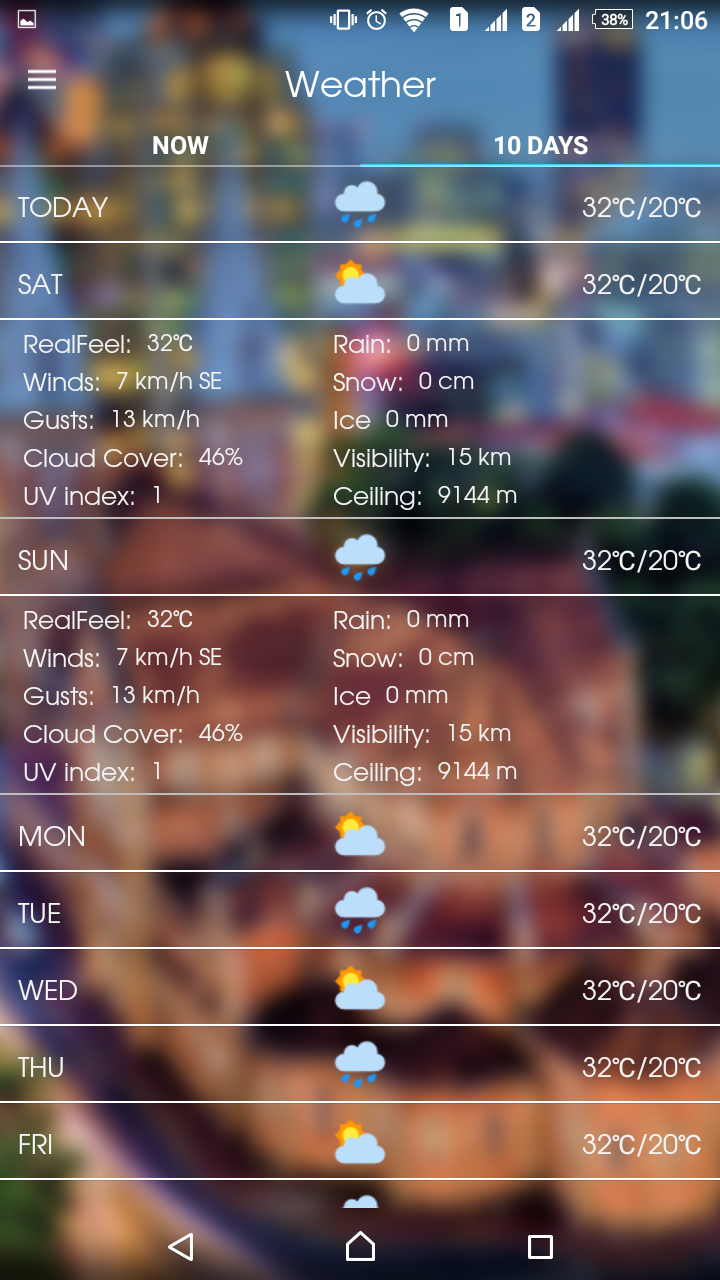 1 2 38% 21:06
Weather
NOW 10 DAYS
TODAY 32℃/20℃
SAT 32℃/20℃
RealFeel: 32℃ Rain: 0 mm
Winds: 7 km/h SE Snow: 0 cm
Gusts: 13 km/h Ice 0 mm
Cloud Cover: 46% Visibility: 15 km
UV index: 1 Ceiling: 9144 m
SUN 32℃/20℃
RealFeel: 32℃ Rain: 0 mm
Winds: 7 km/h SE Snow: 0 cm
Gusts: 13 km/h Ice 0 mm
Cloud Cover: 46% Visibility: 15 km
UV index: 1 Ceiling: 9144 m
MON 32℃/20℃
TUE 32℃/20℃
WED 32℃/20℃
THU 32℃/20℃
FRI 32℃/20℃